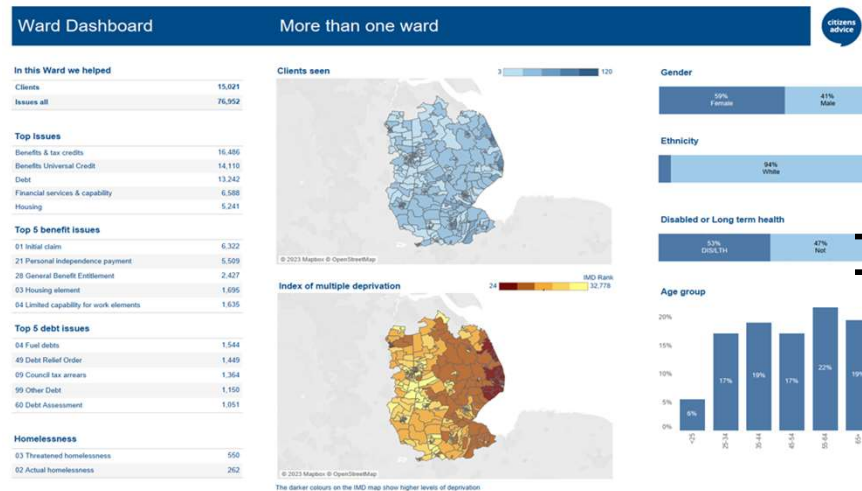 Ward Dashboard
More than one ward
citizens
advice
In this Ward we helped
Clients 15,021
Issues all 76,952
Top Issues
Benefits & tax credits 16,486
Benefits Universal Credit 14,110
Debt 13,242
Financial services & capability 6,588
Housing 5,241
Top 5 benefit issues
01 Initial claim 6,322
21 Personal independence payment 5,509
28 General Benefit Entitlement 2,427
03 Housing element 1,695
04 Limited capability for work elements 1,635
Top 5 debt issues
04 Fuel debts 1,544
49 Debt Relief Order 1,449
09 Council tax arrears 1,364
99 Other Debt 1,150
60 Debt Assessment 1,051
Homelessness
03 Threatened homelessness 550
02 Actual homelessness 262
Clients seen
3 120
© 2023 Mapbox © OpenStreetMap
Index of multiple deprivation
IMD Rank
24 32,778
© 2023 Mapbox © OpenStreetMap
The darker colours on the IMD map show higher levels of deprivation
Gender
59% 41%
Female Male
Ethnicity
94%
White
Disabled or Long term health
53% 47%
DIS/LTH Not
Age group
20%
15%
10%
5%
0%
6% 17% 19% 17% 22% 19%
<25 25-34 35-44 45-54 55-64 65+